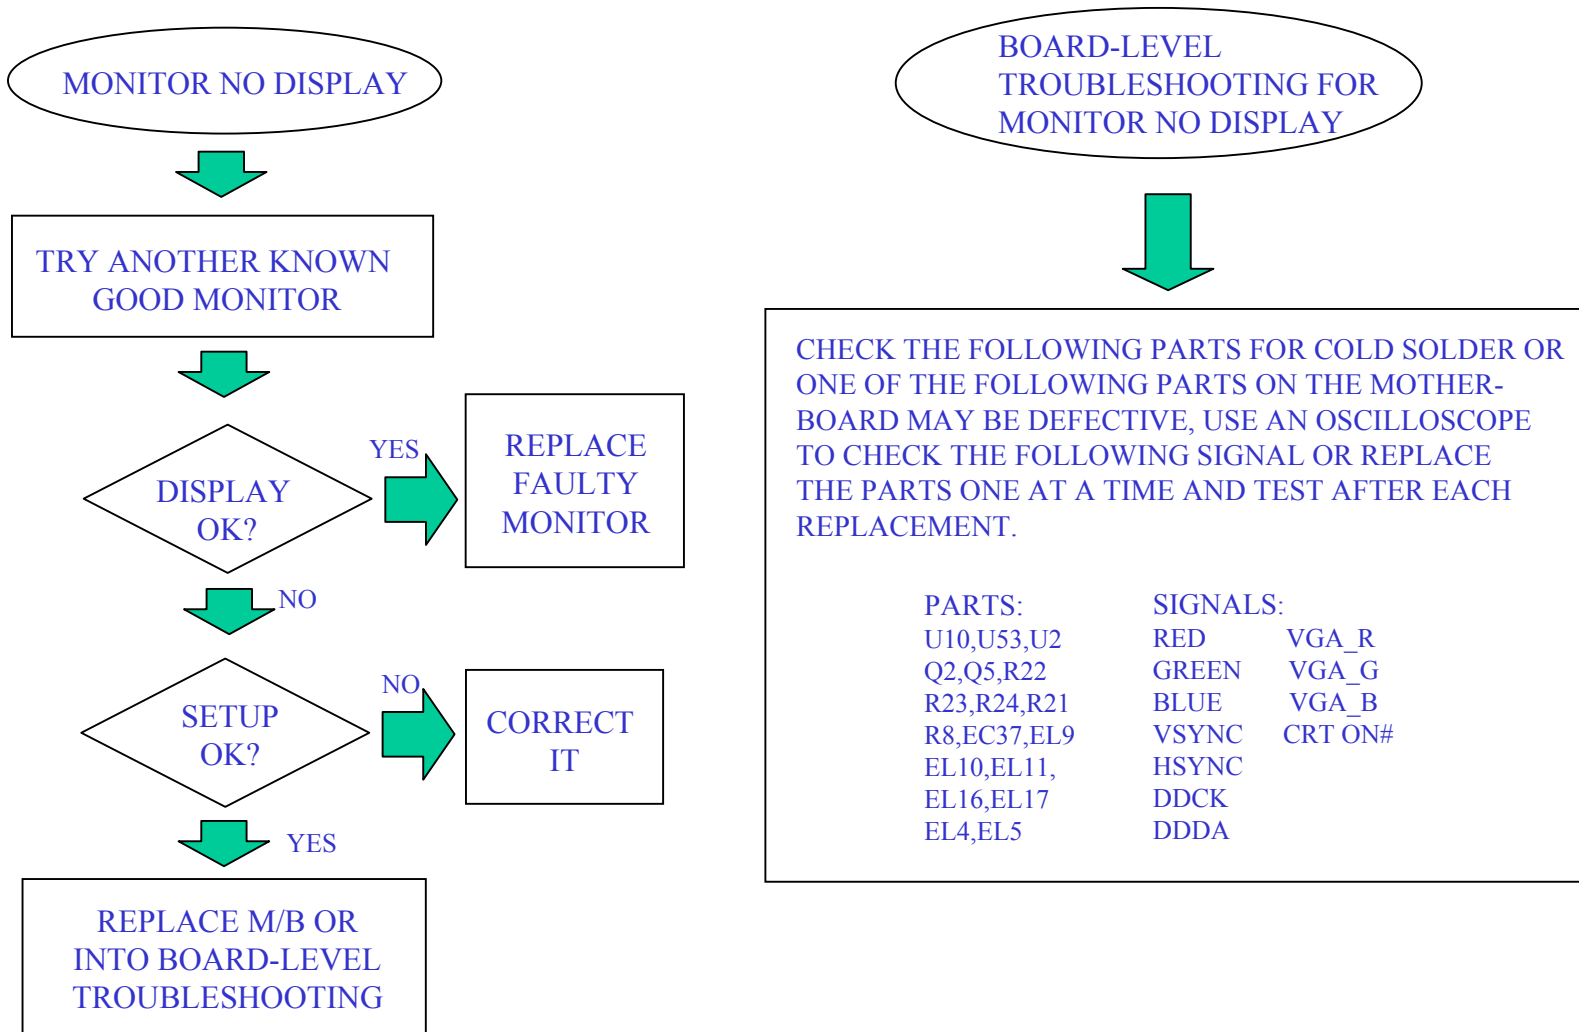 MONITOR NO DISPLAY
TRY ANOTHER KNOWN
GOOD MONITOR
DISPLAY
OK?
YES
REPLACE
FAULTY
MONITOR
NO
SETUP
OK?
NO
CORRECT
IT
YES
REPLACE M/B OR
INTO BOARD-LEVEL
TROUBLESHOOTING
BOARD-LEVEL
TROUBLESHOOTING FOR
MONITOR NO DISPLAY
CHECK THE FOLLOWING PARTS FOR COLD SOLDER OR
ONE OF THE FOLLOWING PARTS ON THE MOTHER-
BOARD MAY BE DEFECTIVE, USE AN OSCILLOSCOPE
TO CHECK THE FOLLOWING SIGNAL OR REPLACE
THE PARTS ONE AT A TIME AND TEST AFTER EACH
REPLACEMENT.
PARTS:
U10,U53,U2
Q2,Q5,R22
R23,R24,R21
R8,EC37,EL9
EL10,EL11,
EL16,EL17
EL4,EL5
SIGNALS:
RED VGA_R
GREEN VGA_G
BLUE VGA_B
VSYNC CRT ON#
HSYNC
DDCK
DDDA